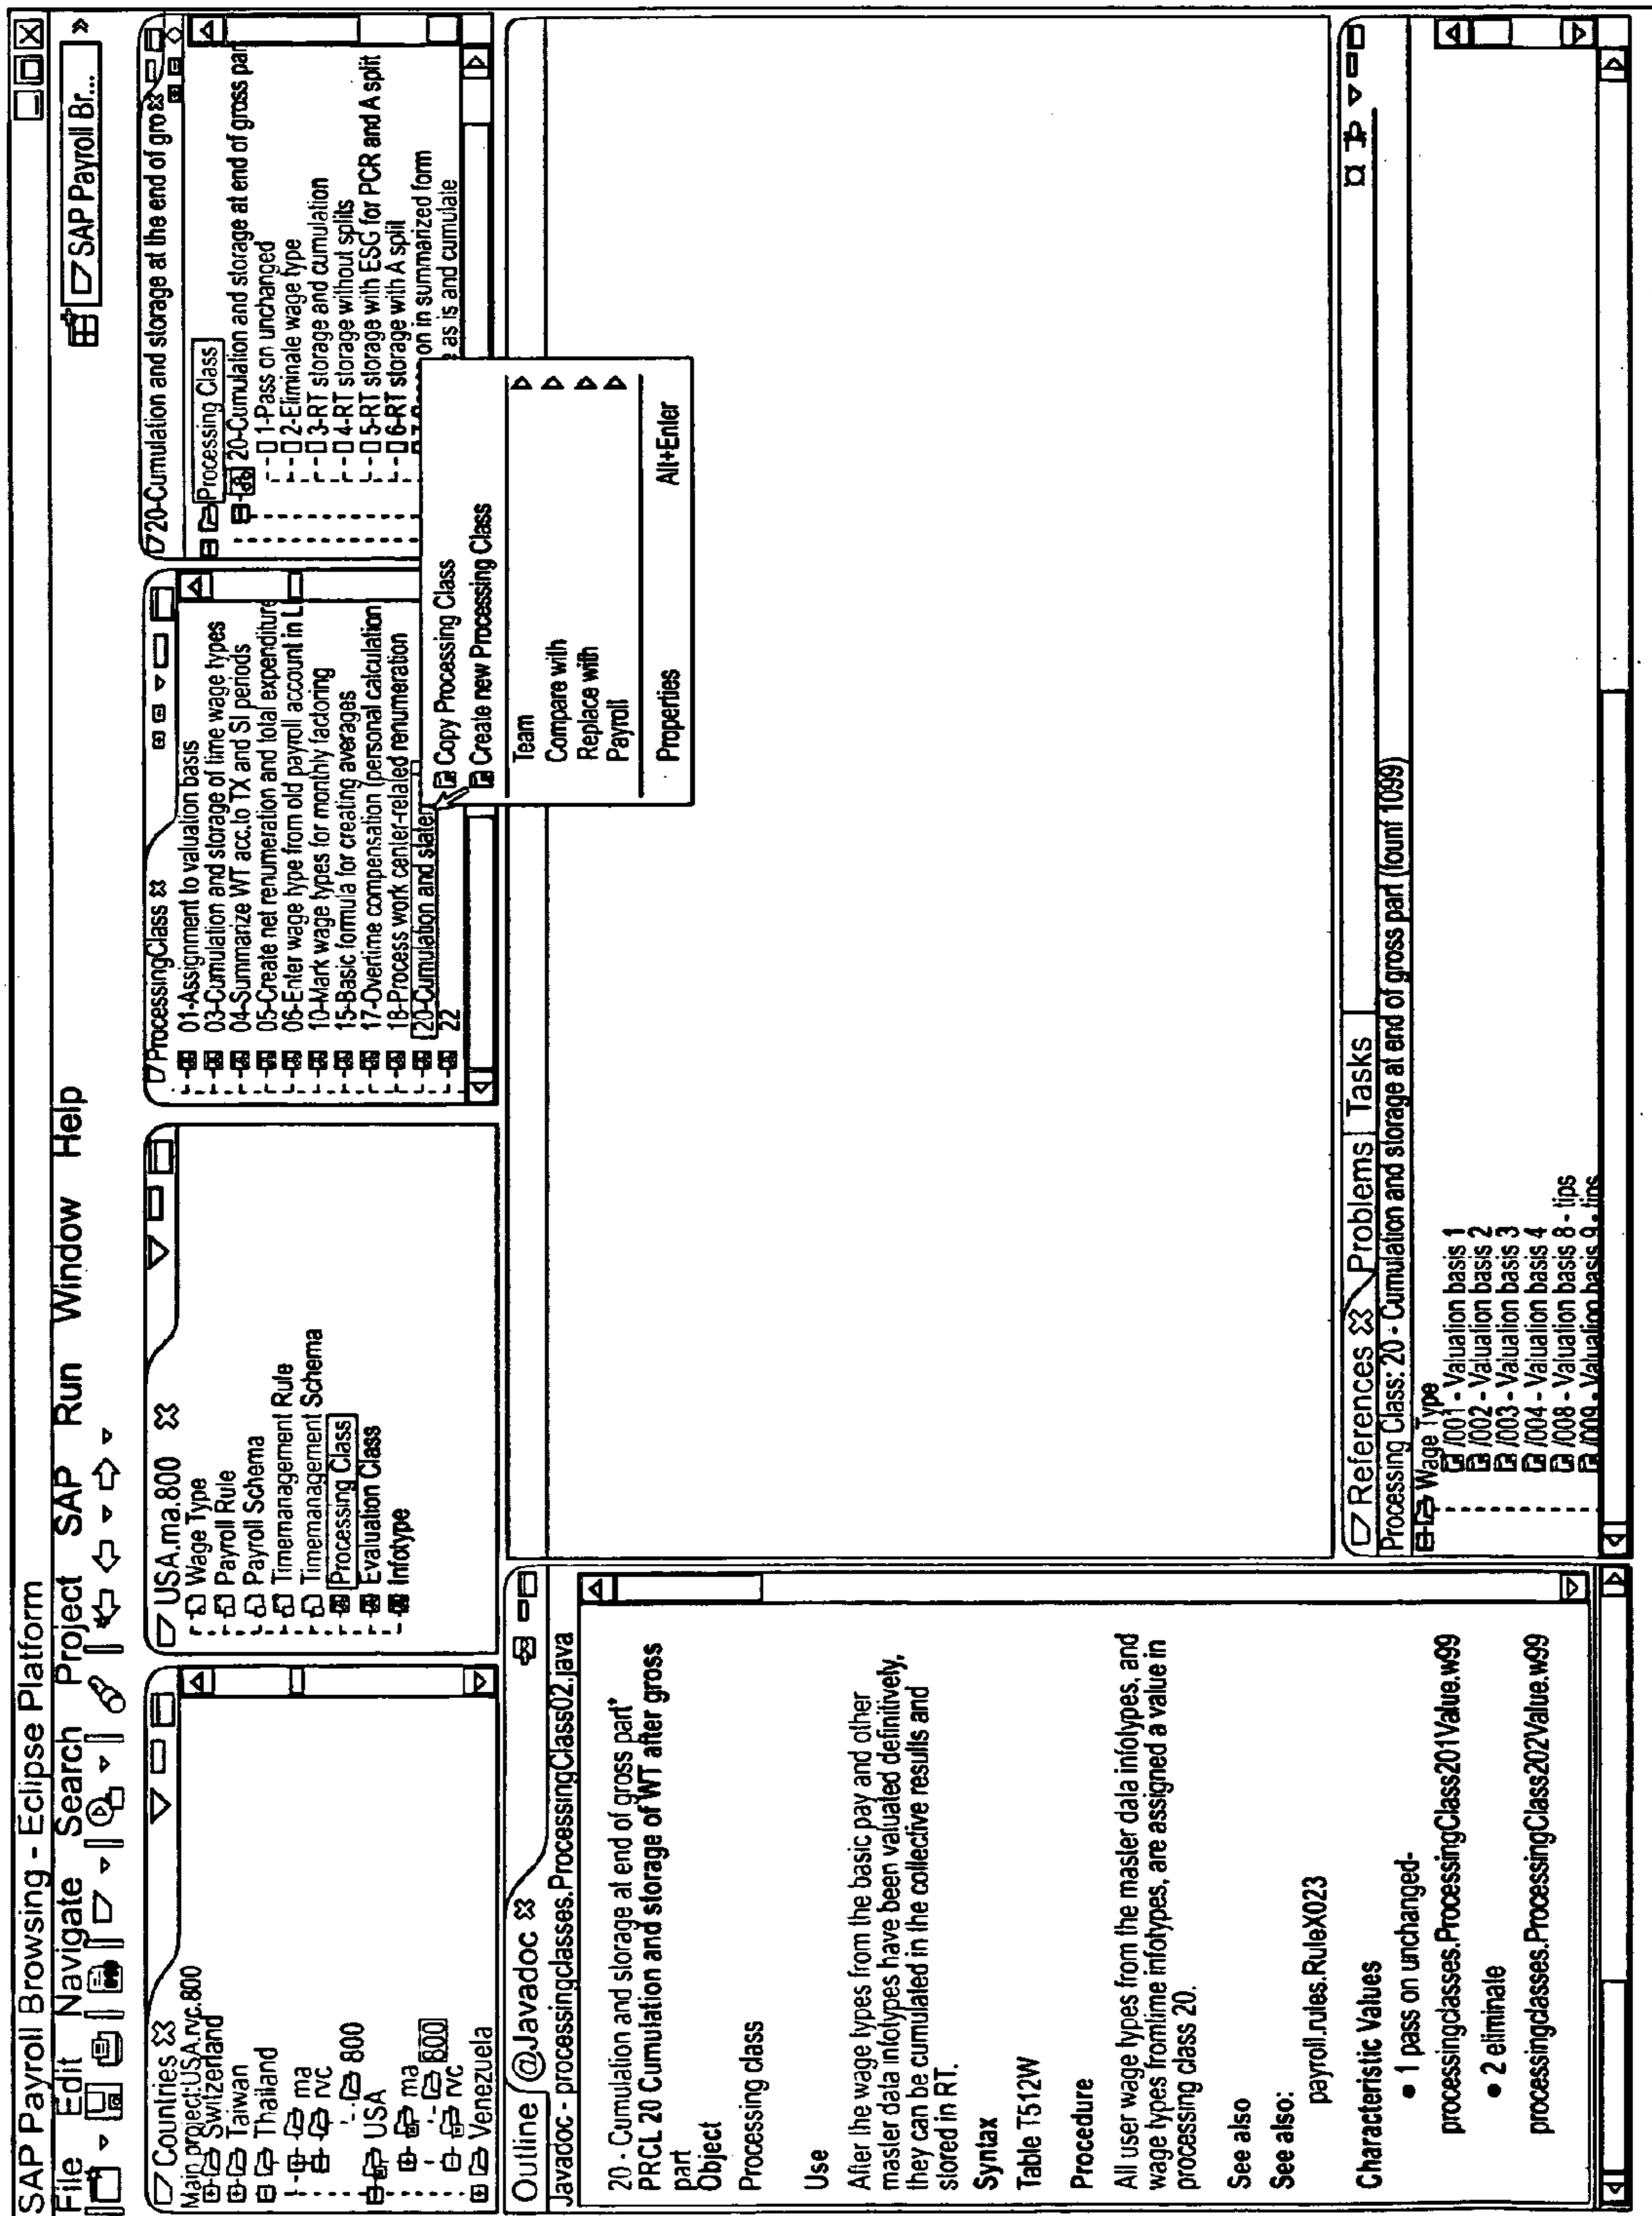 SAP Payroll Browsing - Eclipse Platform
File Edit Navigate Search Project SAP Run Window Help
SAP Payroll Br... »
Countries
Main project:USA.rvc.800
Switzerland
Taiwan
Thailand
ma
rvc
800
USA
ma
800
rvc
Venezuela
USA.ma.800
Wage Type
Payroll Rule
Payroll Schema
Timemanagement Rule
Timemanagement Schema
Processing Class
Evaluation Class
Infotype
ProcessingClass
01-Assignment to valuation basis
03-Cumulation and storage of time wage types
04-Summarize WT acc.to TX and SI periods
05-Create net renumeration and total expenditure
06-Enter wage type from old payroll account in L
10-Mark wage types for monthly factoring
15-Basic formula for creating averages
17-Overtime compensation (personal calculation
18-Process work center-related renumeration
20-Cumulation and staten
22
20-Cumulation and storage at the end of gro
Processing Class
20-Cumulation and storage at end of gross par
1-Pass on unchanged
2-Eliminate wage type
3-RT storage and cumulation
4-RT storage without splits
5-RT storage with ESG for PCR and A split
6-RT storage with A split
on in summarized form
as is and cumulate
Copy Processing Class
Create new Processing Class
Team
Compare with
Replace with
Payroll
Properties Alt+Enter
Outline @Javadoc
Javadoc - processingclasses.ProcessingClass02.java
20 - Cumulation and storage at end of gross part*
PRCL 20 Cumulation and storage of WT after gross
part
Object
Processing class
Use
After the wage types from the basic pay and other
master data infotypes have been valuated definitively,
they can be cumulated in the collective results and
stored in RT.
Syntax
Table T512W
Procedure
All user wage types from the master data infotypes, and
wage types fromtime infotypes, are assigned a value in
processing class 20.
See also
See also:
payroll.rules.RuleX023
Characteristic Values
• 1 pass on unchanged-
processingclasses.ProcessingClass201Value.w99
• 2 eliminate
processingclasses.ProcessingClass202Value.w99
References Problems Tasks
Processing Class: 20 - Cumulation and storage at end of gross part (fount 1099)
Wage Type
/001 - Valuation basis 1
/002 - Valuation basis 2
/003 - Valuation basis 3
/004 - Valuation basis 4
/008 - Valuation basis 8 - tips
/009 - Valuation basis 9 - tips